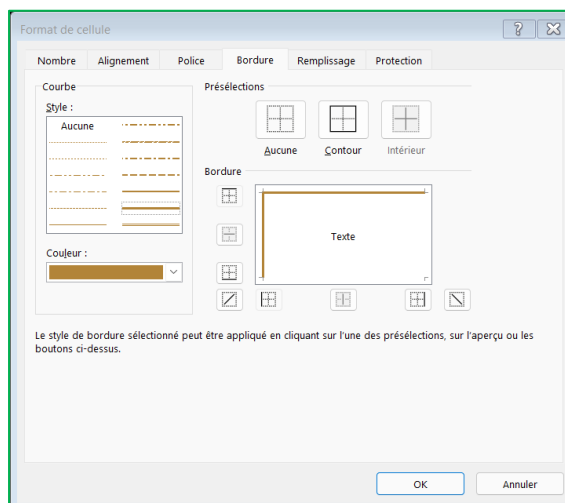 Format de cellule
Nombre Alignement Police Bordure Remplissage Protection
Courbe
Style :
Aucune
Couleur :
Présélections
Aucune Contour Intérieur
Bordure
Texte
Le style de bordure sélectionné peut être appliqué en cliquant sur l'une des présélections, sur l'aperçu ou les
boutons ci-dessus.
OK Annuler